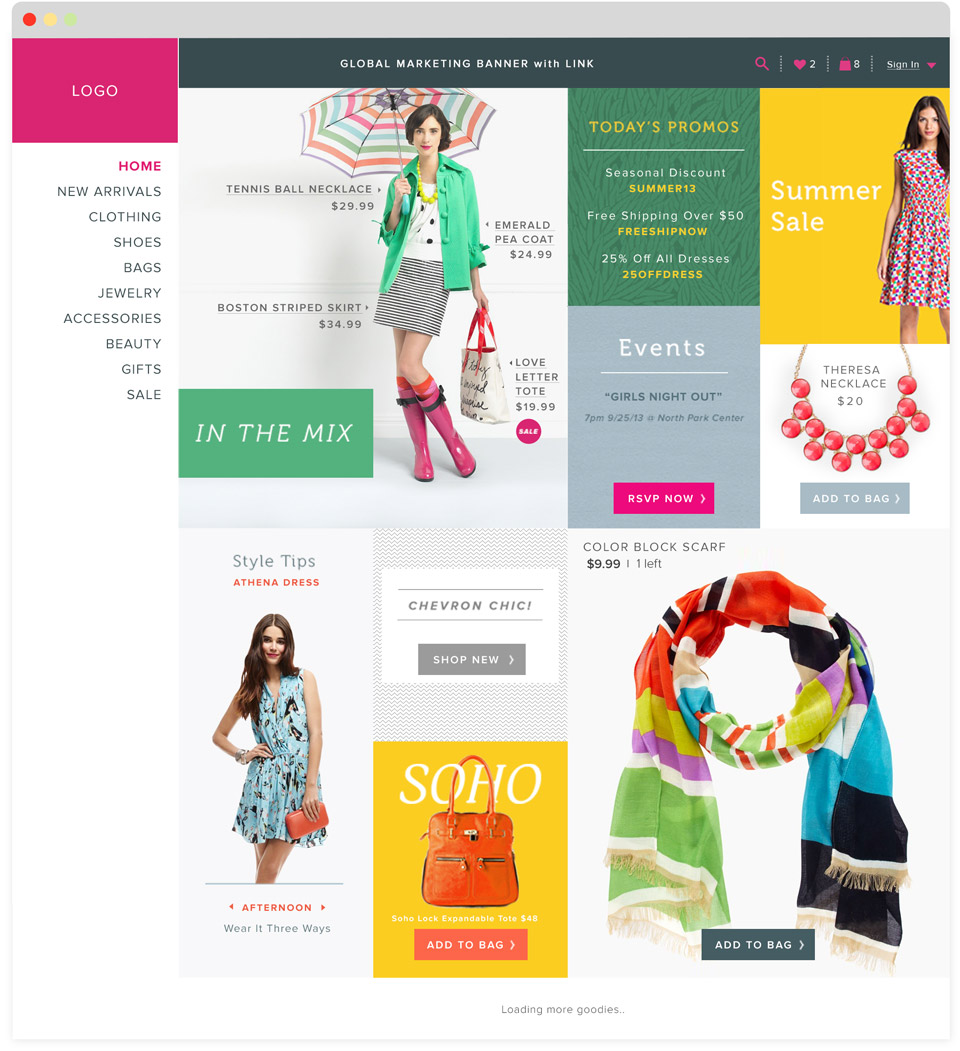 LOGO
GLOBAL MARKETING BANNER with LINK
2
8
Sign In
HOME
NEW ARRIVALS
CLOTHING
SHOES
BAGS
JEWELRY
ACCESSORIES
BEAUTY
GIFTS
SALE
TENNIS BALL NECKLACE
$29.99
EMERALD
PEA COAT
$24.99
BOSTON STRIPED SKIRT
$34.99
LOVE
LETTER
TOTE
$19.99
SALE
IN THE MIX
TODAY'S PROMOS
Seasonal Discount
SUMMER13
Free Shipping Over $50
FREESHIPNOW
25% Off All Dresses
25OFFDRESS
Summer
Sale
Events
“GIRLS NIGHT OUT”
7pm 9/25/13 @ North Park Center
RSVP NOW
THERESA
NECKLACE
$20
ADD TO BAG
Style Tips
ATHENA DRESS
AFTERNOON
Wear It Three Ways
CHEVRON CHIC!
SHOP NEW
SOHO
Soho Lock Expandable Tote $48
ADD TO BAG
COLOR BLOCK SCARF
$9.99 | 1 left
ADD TO BAG
Loading more goodies..